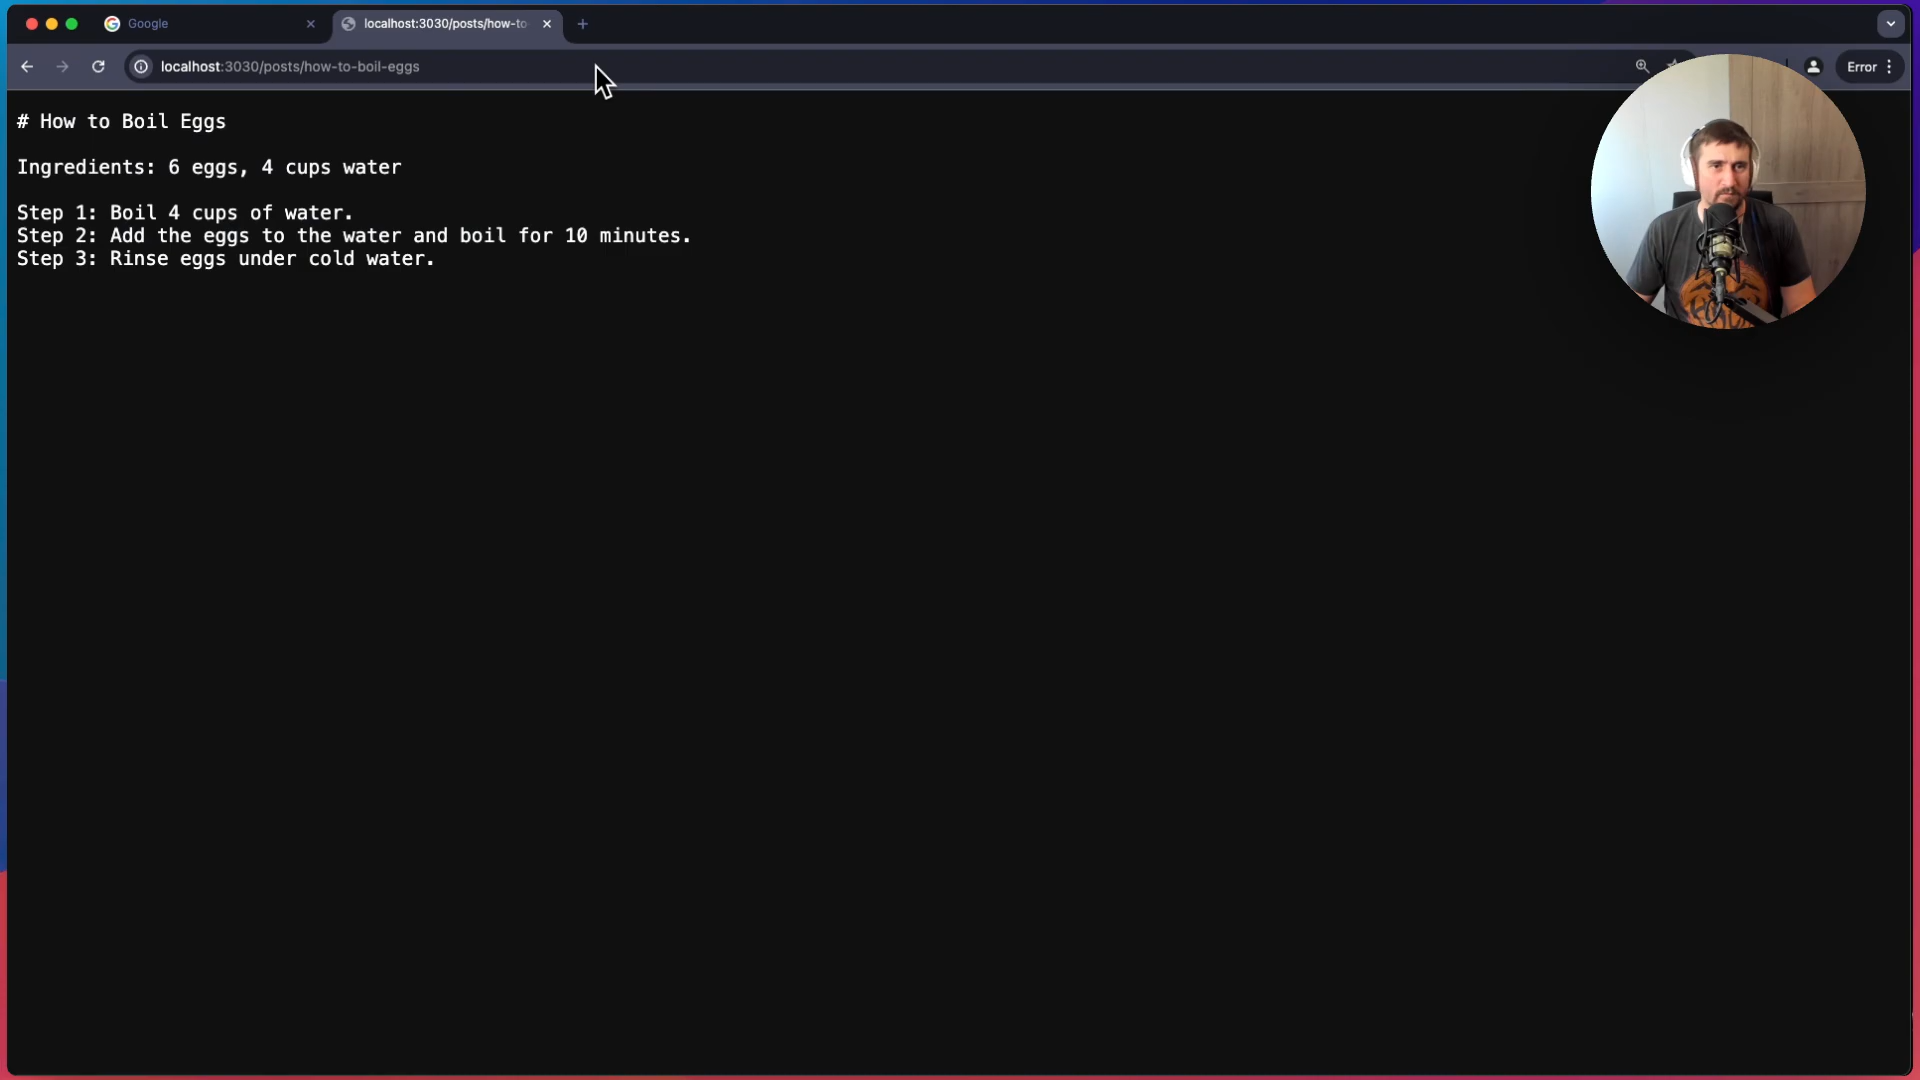 Google
localhost:3030/posts/how-to-
localhost:3030/posts/how-to-boil-eggs
Error
# How to Boil Eggs
Ingredients: 6 eggs, 4 cups water
Step 1: Boil 4 cups of water.
Step 2: Add the eggs to the water and boil for 10 minutes.
Step 3: Rinse eggs under cold water.